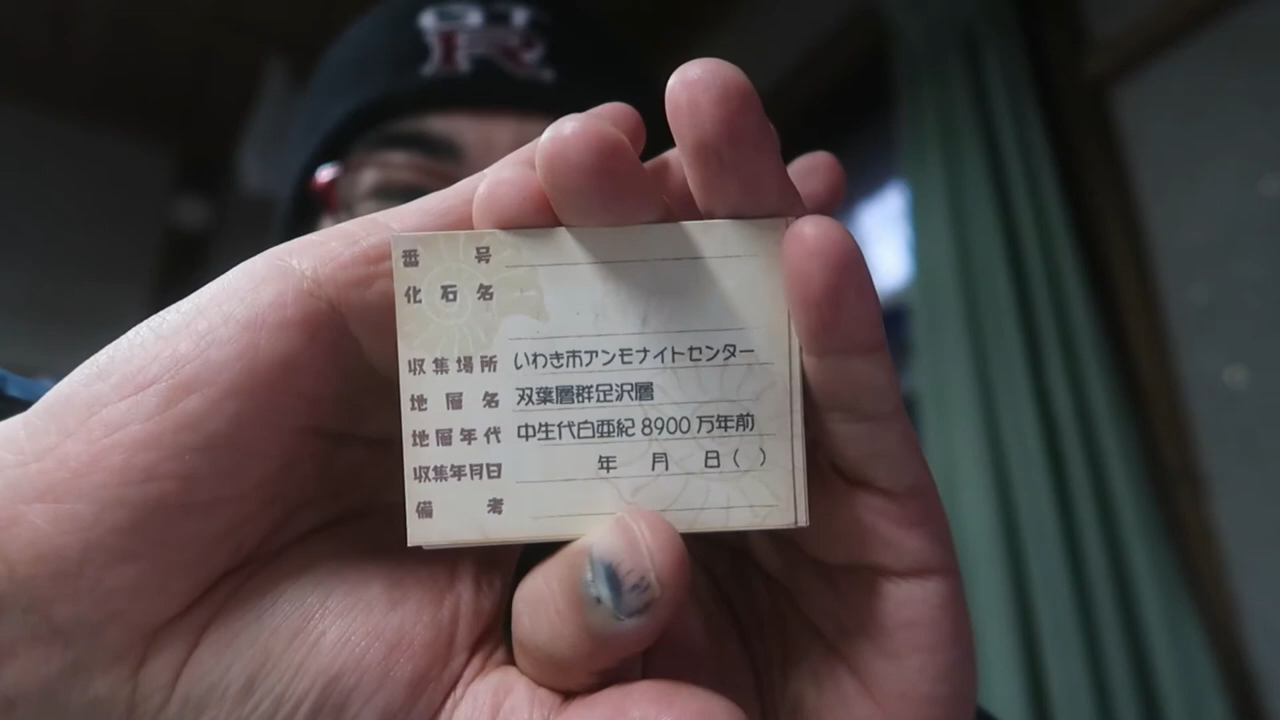 GT
R
番号
化石名
収集場所 いわき市アンモナイトセンター
地層名 双葉層群足沢層
地層年代 中生代白亜紀 8900 万年前
収集年月日 年 月 日( )
備考